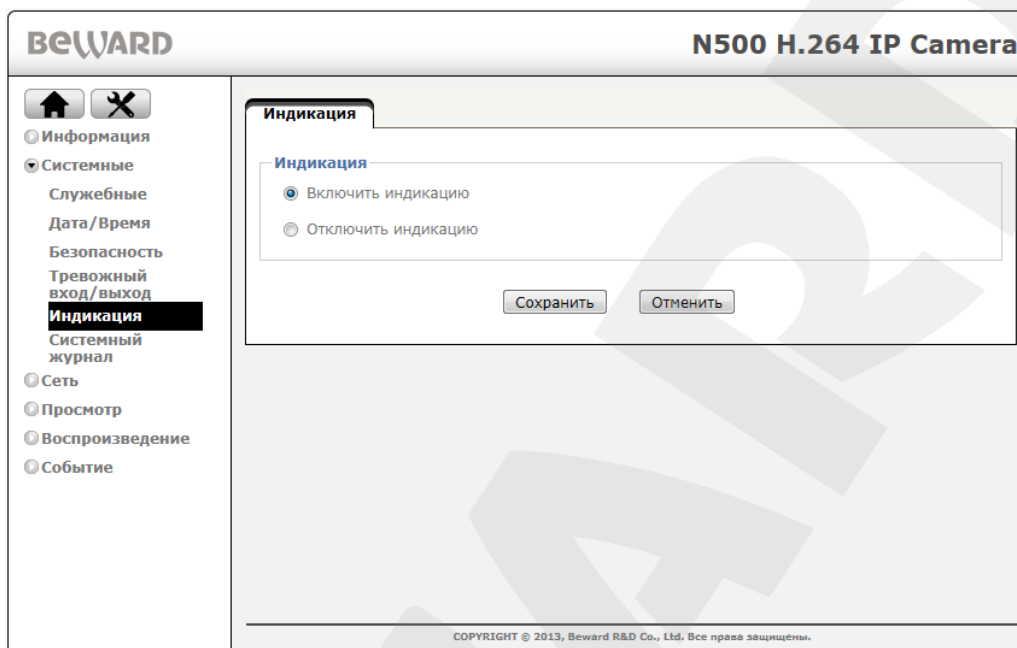 BEWARD
N500 H.264 IP Camera
Информация
Системные
Служебные
Дата/Время
Безопасность
Тревожный
вход/выход
Индикация
Системный
журнал
Сеть
Просмотр
Воспроизведение
Событие
Индикация
Индикация
Включить индикацию
Отключить индикацию
Сохранить
Отменить
COPYRIGHT © 2013, Beward R&D Co., Ltd. Все права защищены.